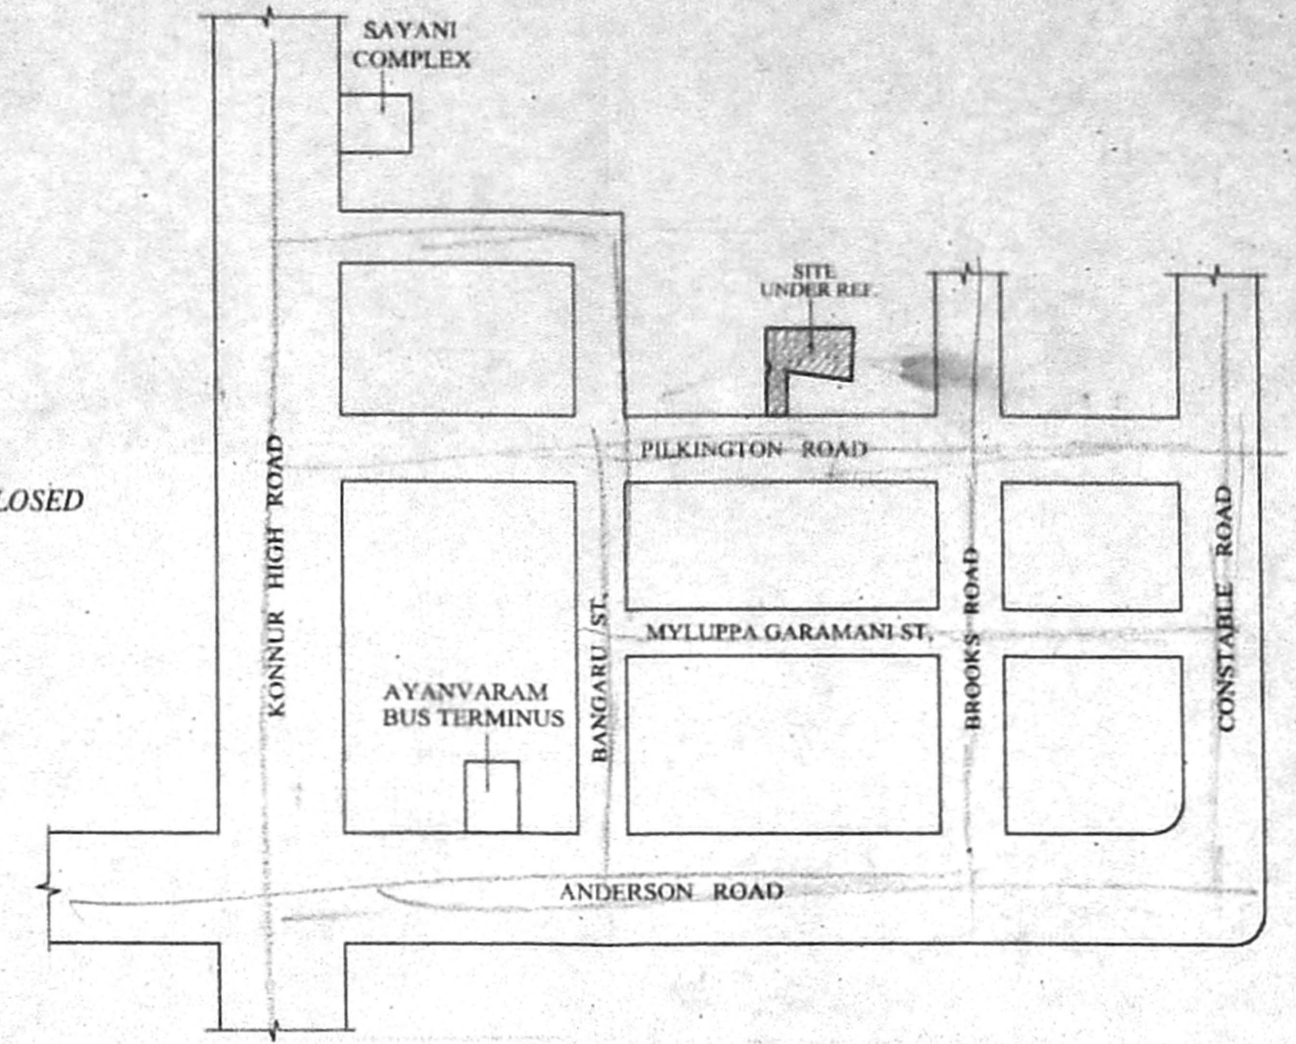 SAYANI
COMPLEX
SITE
UNDER REF.
PILKINGTON ROAD
LOSED
KONNUR HIGH ROAD
MYLUPPA GARAMANI ST.
BANGARU ST.
BROOKS ROAD
CONSTABLE ROAD
AYANVARAM
BUS TERMINUS
ANDERSON ROAD